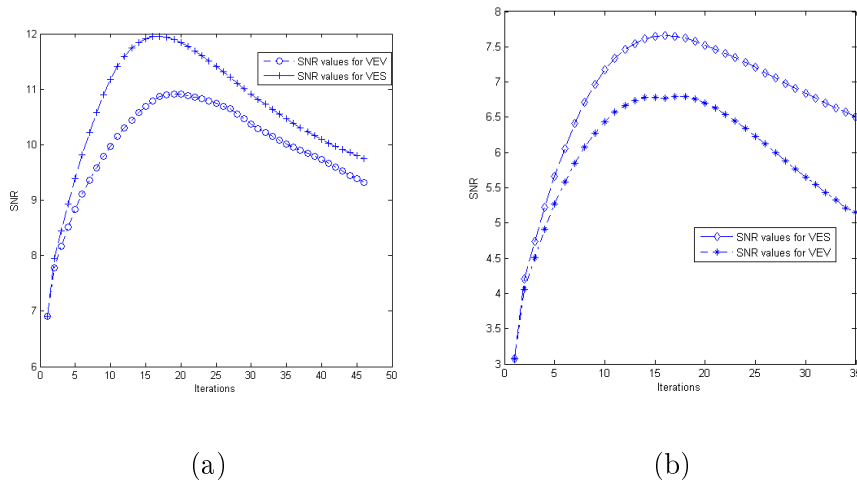 12
11
10
9
8
7
6
SNR
0 5 10 15 20 25 30 35 40 45 50
Iterations
SNR values for VEV
SNR values for VES
(a)
8
7.5
7
6.5
6
5.5
5
4.5
4
3.5
3
SNR
0 5 10 15 20 25 30 35
Iterations
SNR values for VES
SNR values for VEV
(b)